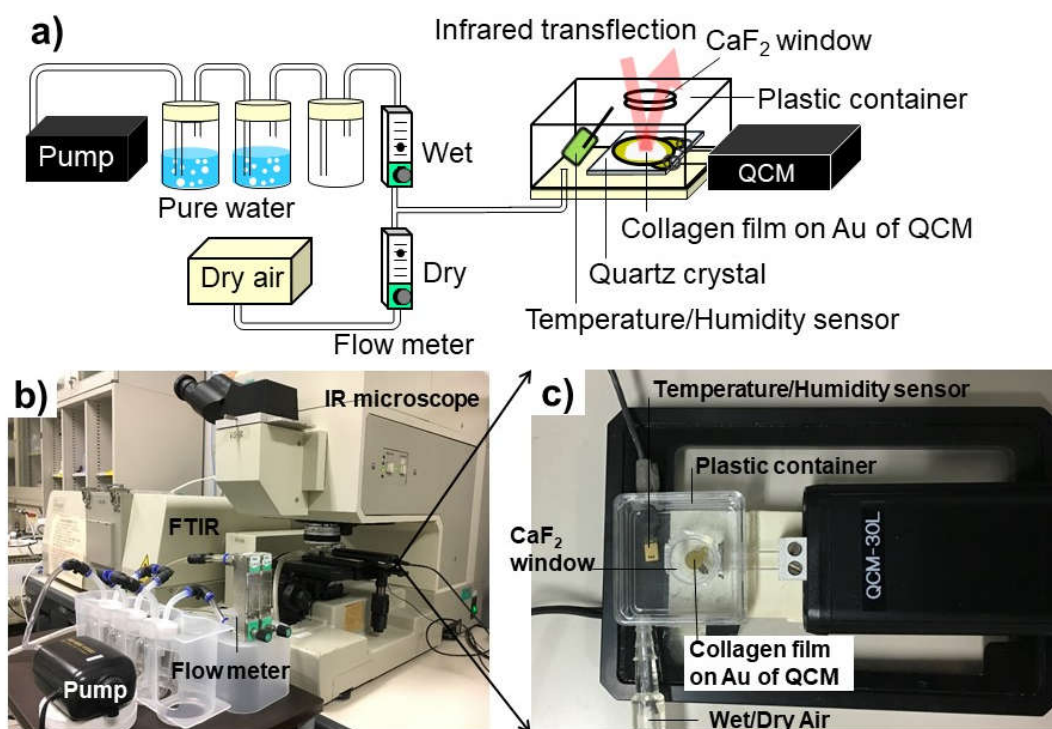 a)
Infrared transflection
CaF2 window
Plastic container
Pump
Wet
QCM
Pure water
Collagen film on Au of QCM
Dry air
Dry
Quartz crystal
Temperature/Humidity sensor
Flow meter
b)
IR microscope
FTIR
Flow meter
Pump
c)
Temperature/Humidity sensor
Plastic container
CaF2
window
QCM-30L
Collagen film
on Au of QCM
Wet/Dry Air